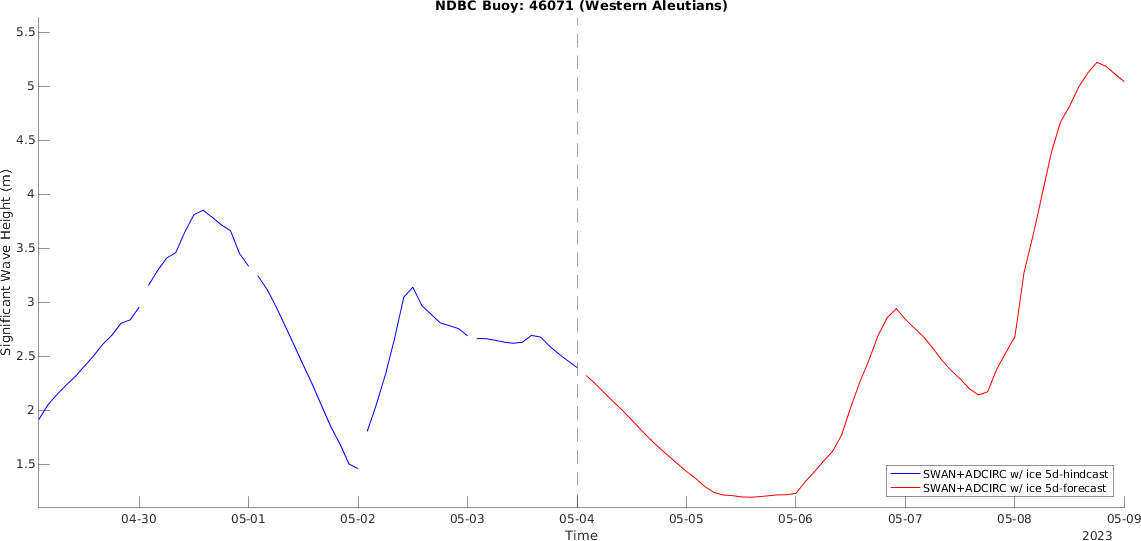 NDBC Buoy: 46071 (Western Aleutians)
5.5
5
4.5
4
3.5
3
2.5
2
1.5
Significant Wave Height (m)
SWAN+ADCIRC w/ ice 5d-hindcast
SWAN+ADCIRC w/ ice 5d-forecast
04-30 05-01 05-02 05-03 05-04 05-05 05-06 05-07 05-08 05-09
Time
2023